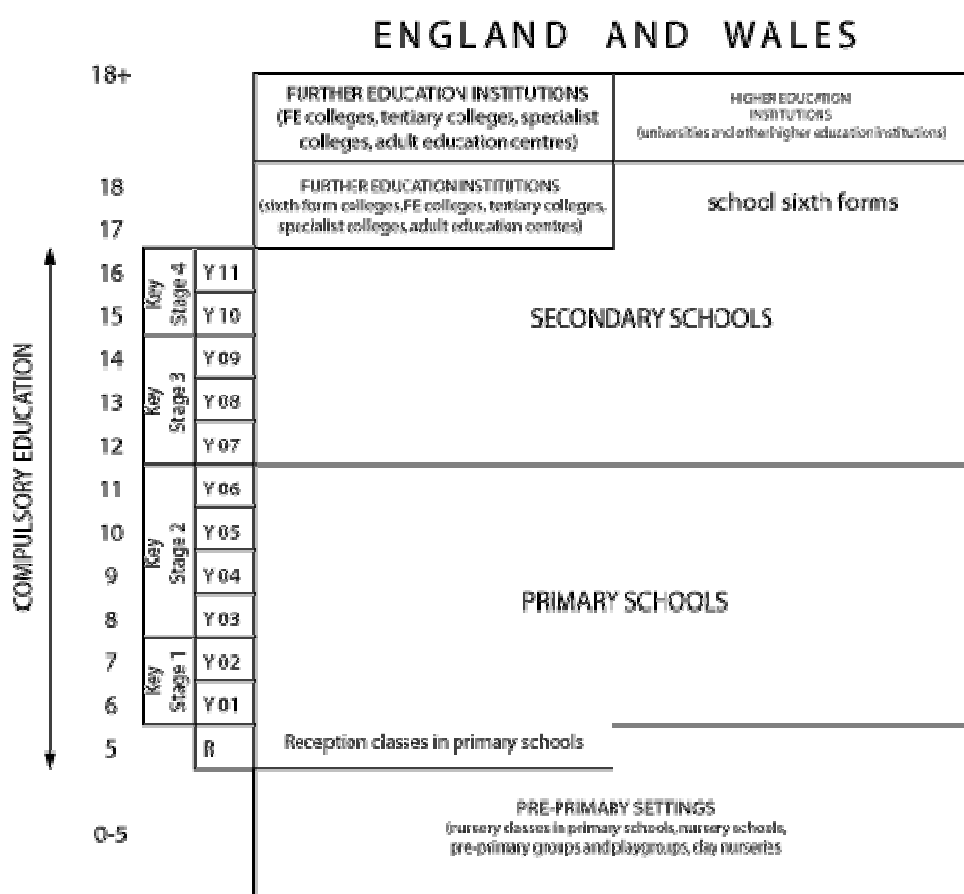 ENGLAND AND WALES
18+
FURTHER EDUCATION INSTITUTIONS
(FE colleges, tertiary colleges, specialist
colleges, adult education centres)
HIGHER EDUCATION
INSTITUTIONS
(universities and other higher education institutions)
18
17
FURTHER EDUCATION INSTITUTIONS
(sixth form colleges, FE colleges, tertiary colleges,
specialist colleges, adult education centres)
school sixth forms
COMPULSORY EDUCATION
16
Key
Stage 4
Y 11
15
Y 10
SECONDARY SCHOOLS
14
Key
Stage 3
Y 09
13
Y 08
12
Y 07
11
Key
Stage 2
Y 06
10
Y 05
9
Y 04
8
Y 03
PRIMARY SCHOOLS
7
Key
Stage 1
Y 02
6
Y 01
5
R
Reception classes in primary schools
0-5
PRE-PRIMARY SETTINGS
(nursery classes in primary schools, nursery schools,
pre-primary groups and playgroups, day nurseries